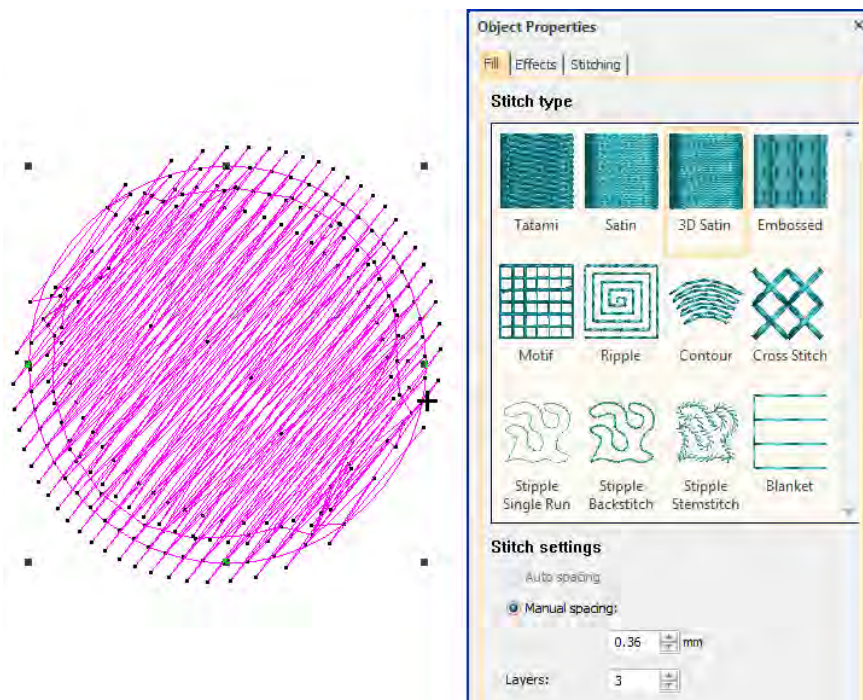 Object Properties ×
Fill Effects Stitching
Stitch type
Tatami Satin 3D Satin Embossed
Motif Ripple Contour Cross Stitch
Stipple Stipple Stipple Blanket
Single Run Backstitch Stemstitch
Stitch settings
Auto spacing
Manual spacing:
0.36 mm
Layers: 3